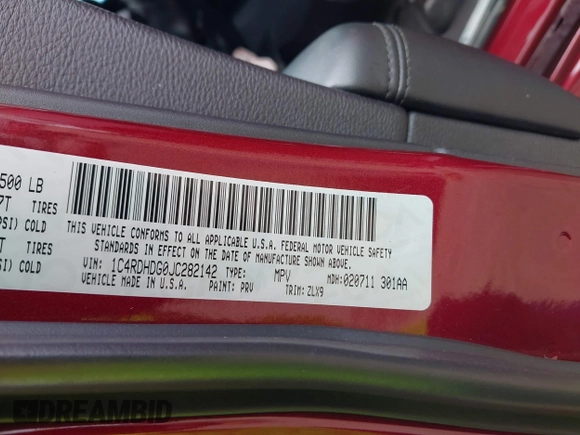 500 LB
7T TIRES
PSI) COLD
T TIRES
SI) COLD
THIS VEHICLE CONFORMS TO ALL APPLICABLE U.S.A. FEDERAL MOTOR VEHICLE SAFETY
STANDARDS IN EFFECT ON THE DATE OF MANUFACTURE SHOWN ABOVE.
VIN: 1C4RDHDG0JC282142 TYPE: MPV MDH:020711 301AA
VEHICLE MADE IN U.S.A. PAINT: PRV TRIM: ZLX9
DREAMBID